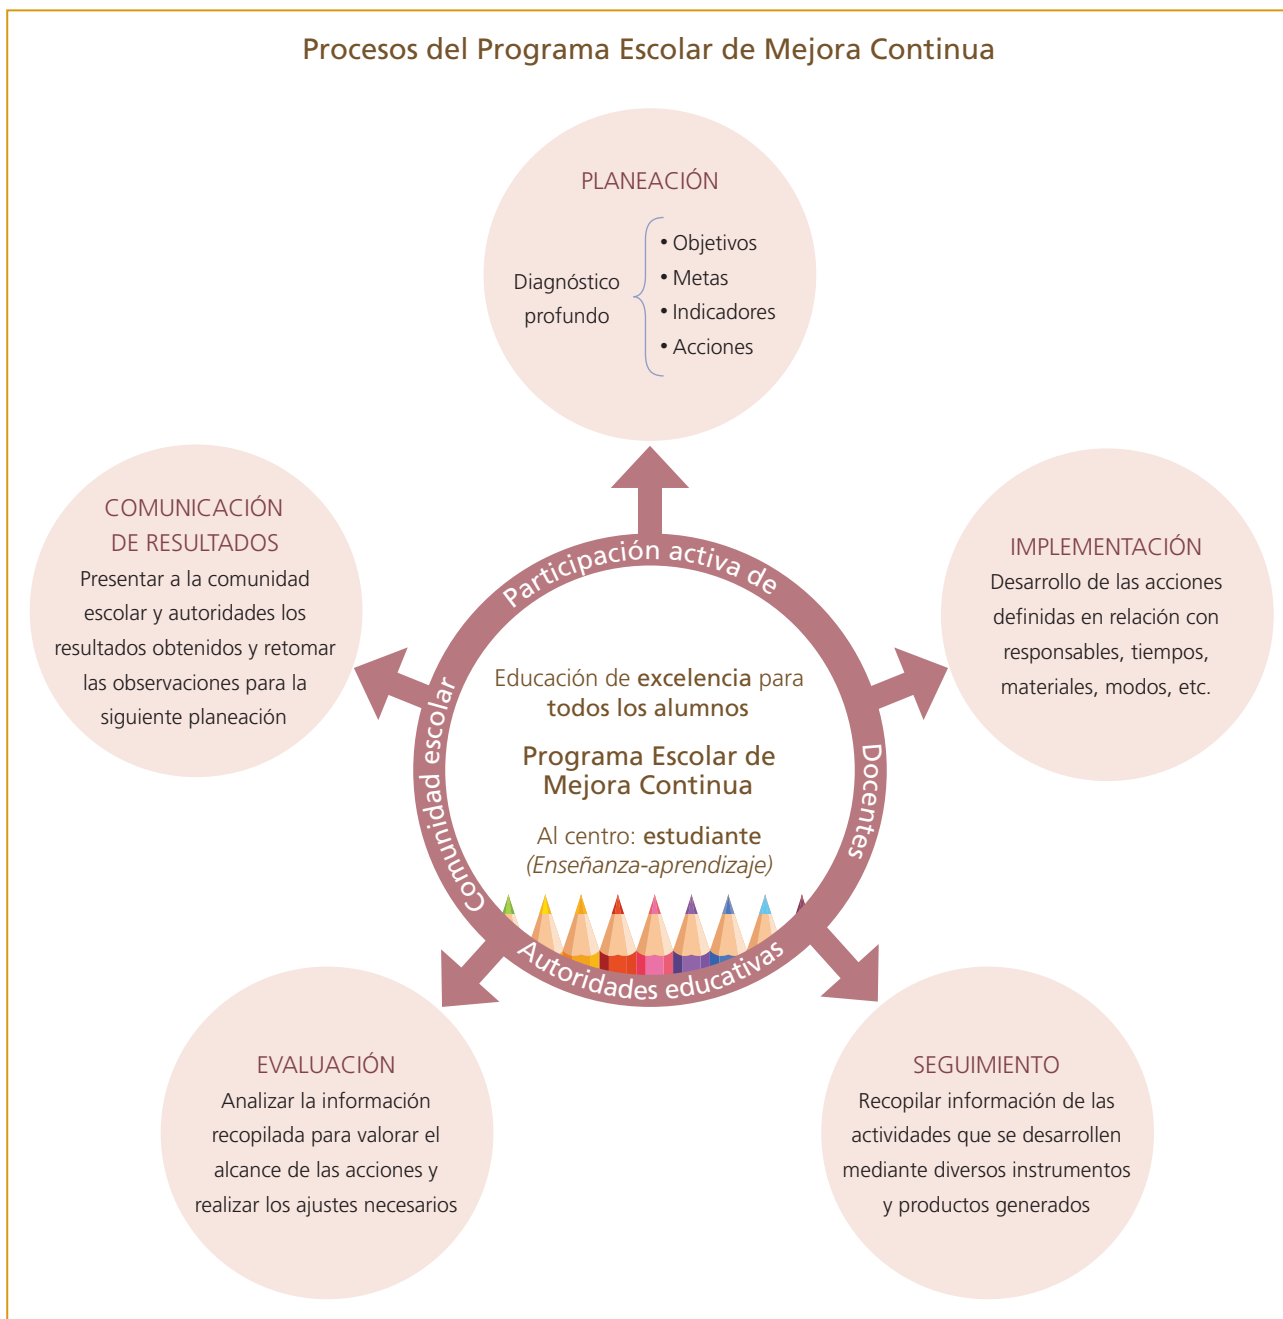 Procesos del Programa Escolar de Mejora Continua
PLANEACIÓN
Diagnóstico
profundo
• Objetivos
• Metas
• Indicadores
• Acciones
COMUNICACIÓN
DE RESULTADOS
Presentar a la comunidad
escolar y autoridades los
resultados obtenidos y retomar
las observaciones para la
siguiente planeación
IMPLEMENTACIÓN
Desarrollo de las acciones
definidas en relación con
responsables, tiempos,
materiales, modos, etc.
Participación activa de
Docentes
Autoridades educativas
Comunidad escolar
Educación de excelencia para
todos los alumnos
Programa Escolar de
Mejora Continua
Al centro: estudiante
(Enseñanza-aprendizaje)
EVALUACIÓN
Analizar la información
recopilada para valorar el
alcance de las acciones y
realizar los ajustes necesarios
SEGUIMIENTO
Recopilar información de las
actividades que se desarrollen
mediante diversos instrumentos
y productos generados